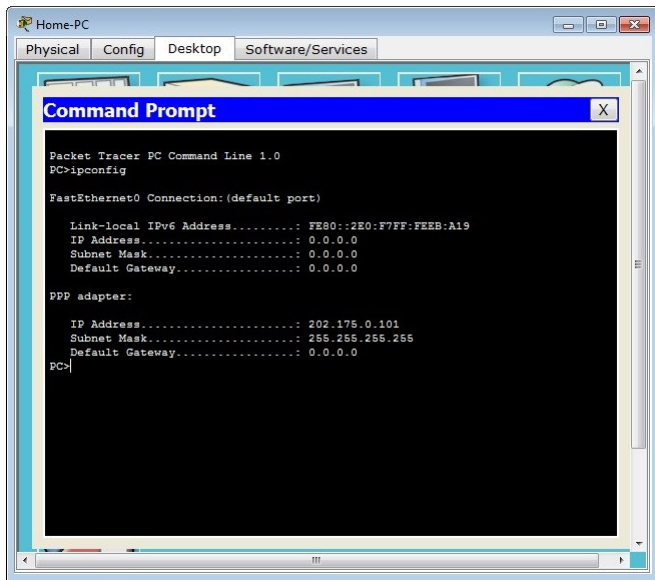 Home-PC
Physical Config Desktop Software/Services
Command Prompt
X
Packet Tracer PC Command Line 1.0
PC>ipconfig
FastEthernet0 Connection:(default port)
Link-local IPv6 Address.........: FE80::2E0:F7FF:FEEB:A19
IP Address......................: 0.0.0.0
Subnet Mask.....................: 0.0.0.0
Default Gateway.................: 0.0.0.0
PPP adapter:
IP Address......................: 202.175.0.101
Subnet Mask.....................: 255.255.255.255
Default Gateway.................: 0.0.0.0
PC>